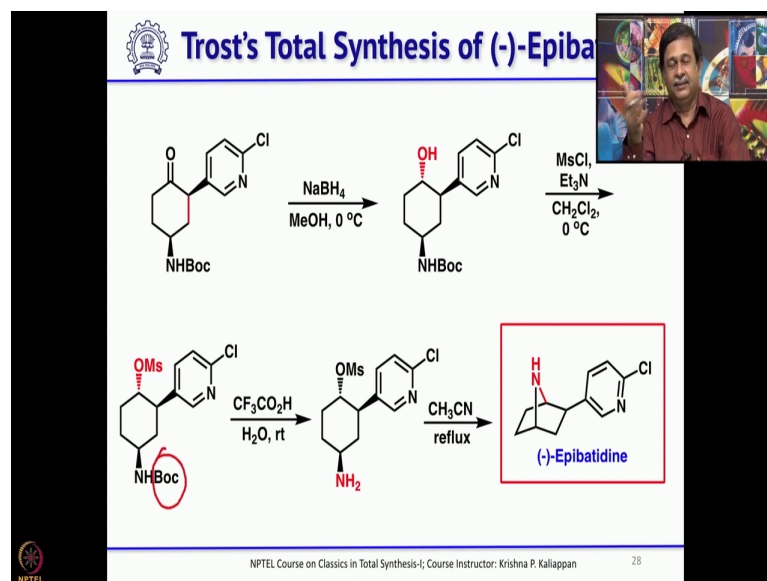 Trost's Total Synthesis of (-)-Epiba
O
Cl
N
NHBoc
NaBH4
MeOH, 0 ºC
OH
Cl
N
NHBoc
MsCl,
Et3N
CH2Cl2,
0 ºC
OMs
Cl
N
NHBoc
CF3CO2H
H2O, rt
OMs
Cl
N
NH2
CH3CN
reflux
H
N
Cl
N
(-)-Epibatidine
NPTEL Course on Classics in Total Synthesis-I; Course Instructor: Krishna P. Kaliappan
28
NPTEL